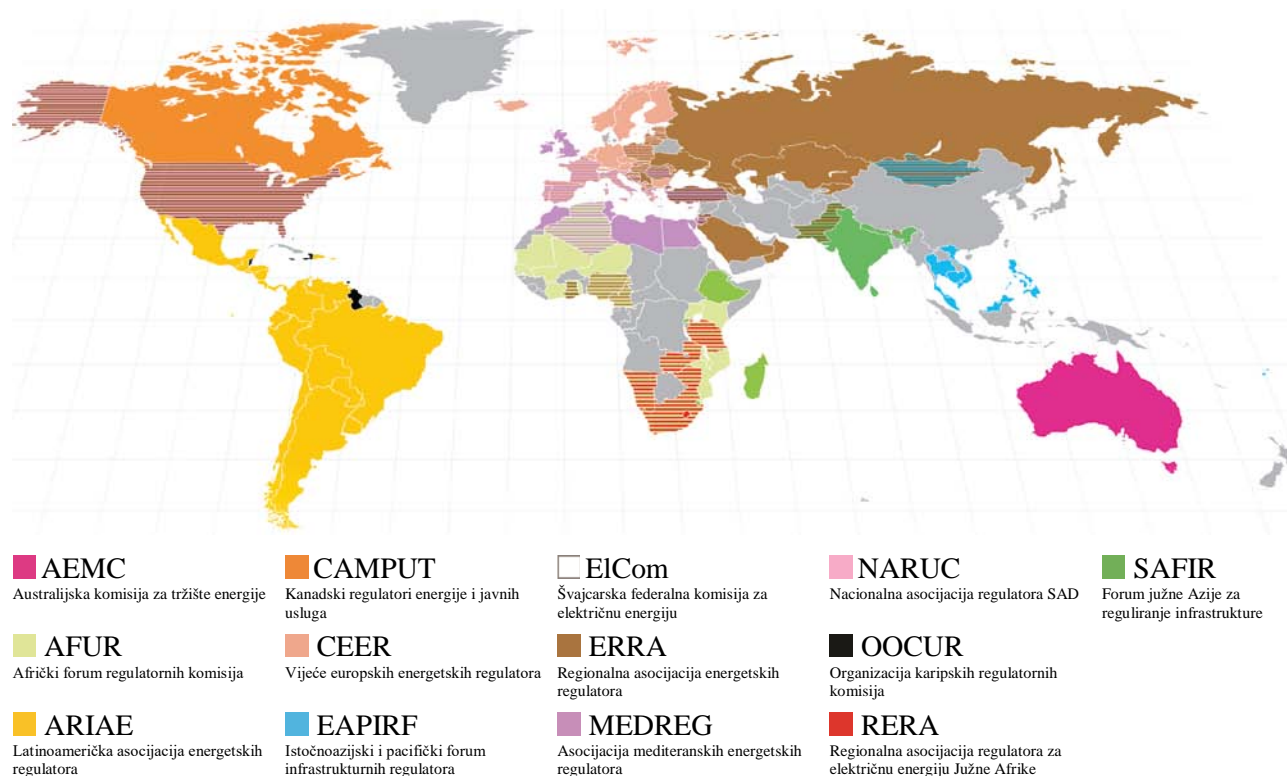 AEMC
Australijska komisija za tržište energije
CAMPUT
Kanadski regulatori energije i javnih
usluga
ElCom
Švajcarska federalna komisija za
električnu energiju
NARUC
Nacionalna asocijacija regulatora SAD
SAFIR
Forum južne Azije za
reguliranje infrastrukture
AFUR
Afrički forum regulatornih komisija
CEER
Vijeće europskih energetskih regulatora
ERRA
Regionalna asocijacija energetskih
regulatora
OOCUR
Organizacija karipskih regulatornih
komisija
ARIAE
Latinoamerička asocijacija energetskih
regulatora
EAPIRF
Istočnoazijski i pacifički forum
infrastrukturnih regulatora
MEDREG
Asocijacija mediteranskih energetskih
regulatora
RERA
Regionalna asocijacija regulatora za
električnu energiju Južne Afrike